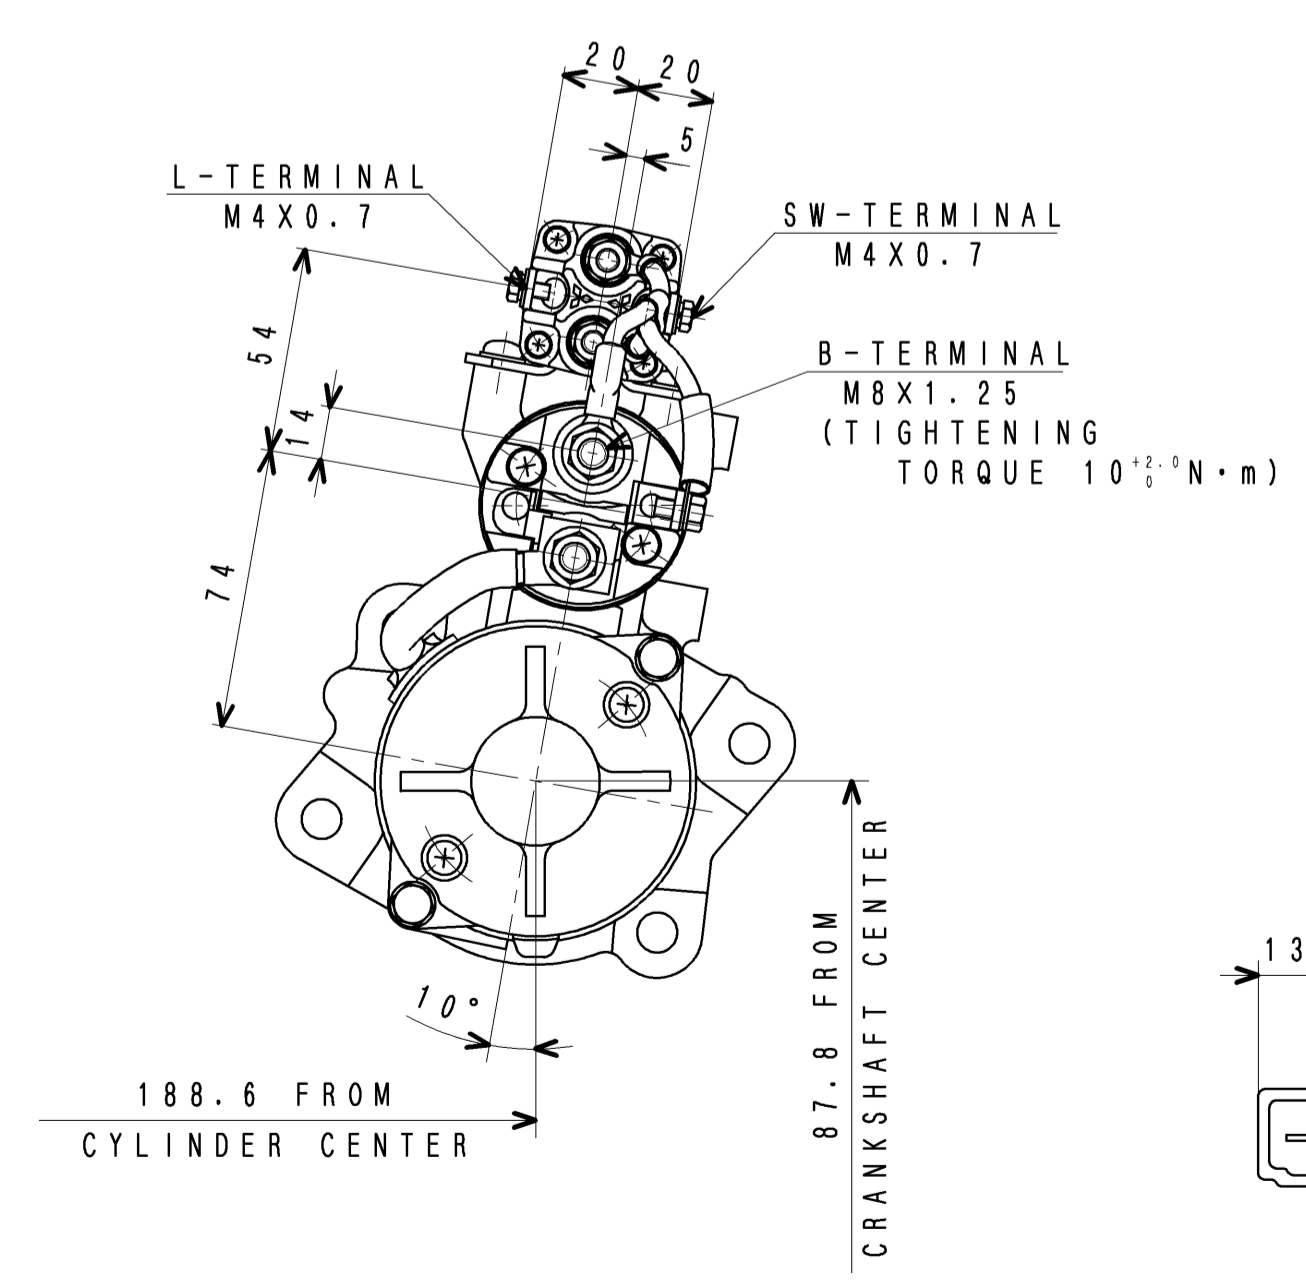 20
20
5
L-TERMINAL
M4X0.7
SW-TERMINAL
M4X0.7
54
B-TERMINAL
M8X1.25
(TIGHTENING
TORQUE 10 +2.0 0 N·m)
14
74
87.8 FROM
CRANKSHAFT CENTER
13
10°
188.6 FROM
CYLINDER CENTER